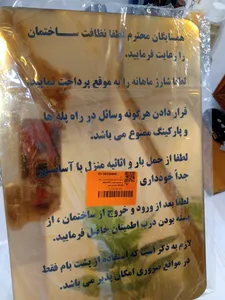 همسایگان محترم لطفا نظافت ســاختمان
را رعایت فرمایید.
لطفا شارژ ماهانه را به موقع پرداخت نمایید.
قرار دادن هرگونه وسائل در راه پله ها
و پارکینگ ممنوع می باشد.
لطفا از حمل بار و اثاثیه منزل با آسانسور
جداً خودداری
لطفا بعد از ورود و خروج از ساختمان ، از
بسته بودن درب اطمینان حاصل فرمایید.
لازم به ذکر است که استفاده از پشت بام فقط
در مواقع ضروری امکان پذیر می باشد.